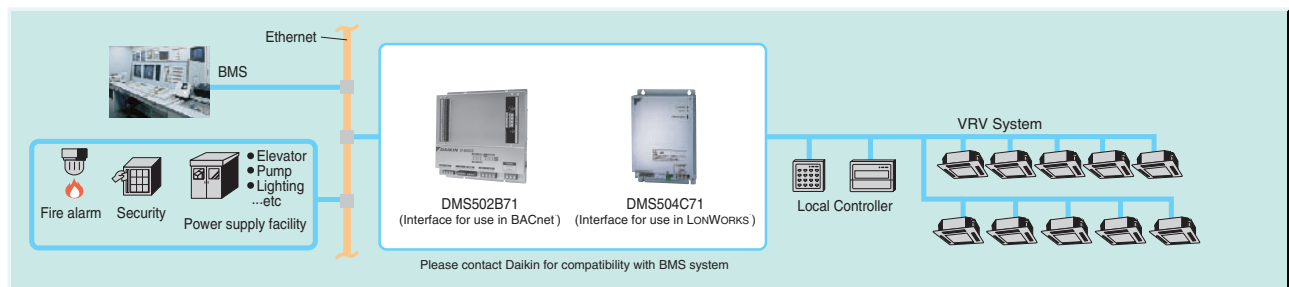 Ethernet
BMS
Fire alarm
Security
● Elevator
● Pump
● Lighting
...etc
Power supply facility
DAIKIN
DMS502B71
(Interface for use in BACnet)
DMS504C71
(Interface for use in LONWORKS)
Please contact Daikin for compatibility with BMS system
Local Controller
VRV System